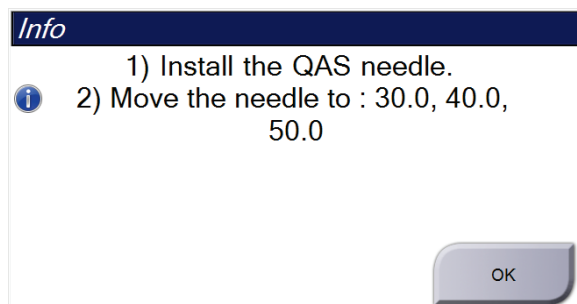 Info
1) Install the QAS needle.
2) Move the needle to : 30.0, 40.0,
50.0
OK